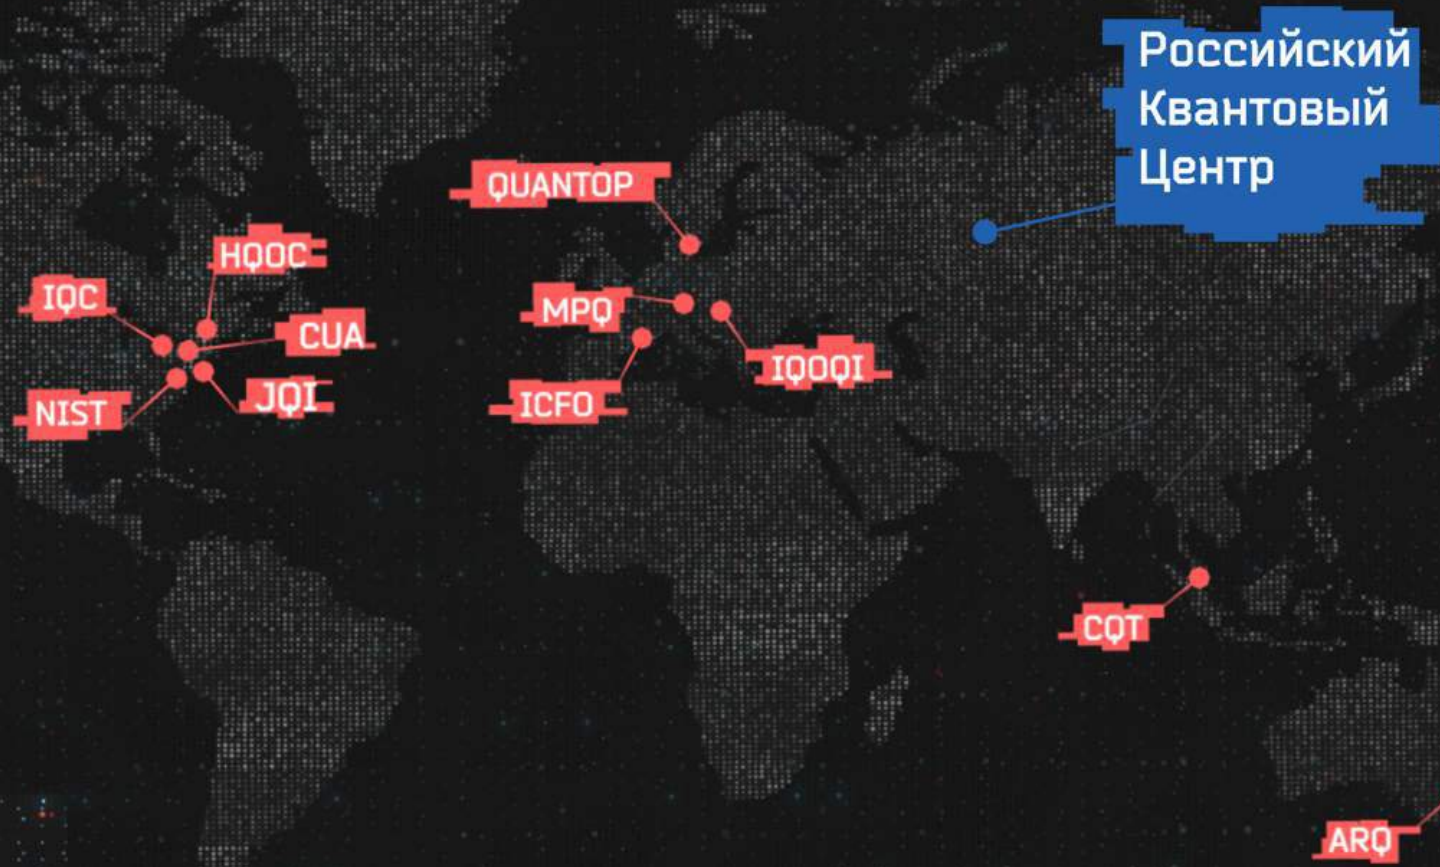 Российский
Квантовый
Центр
QUANTOP
HQOC
IQC
CUA
MPQ
IQOQI
JQI
NIST
ICFO
CQT
ARQ